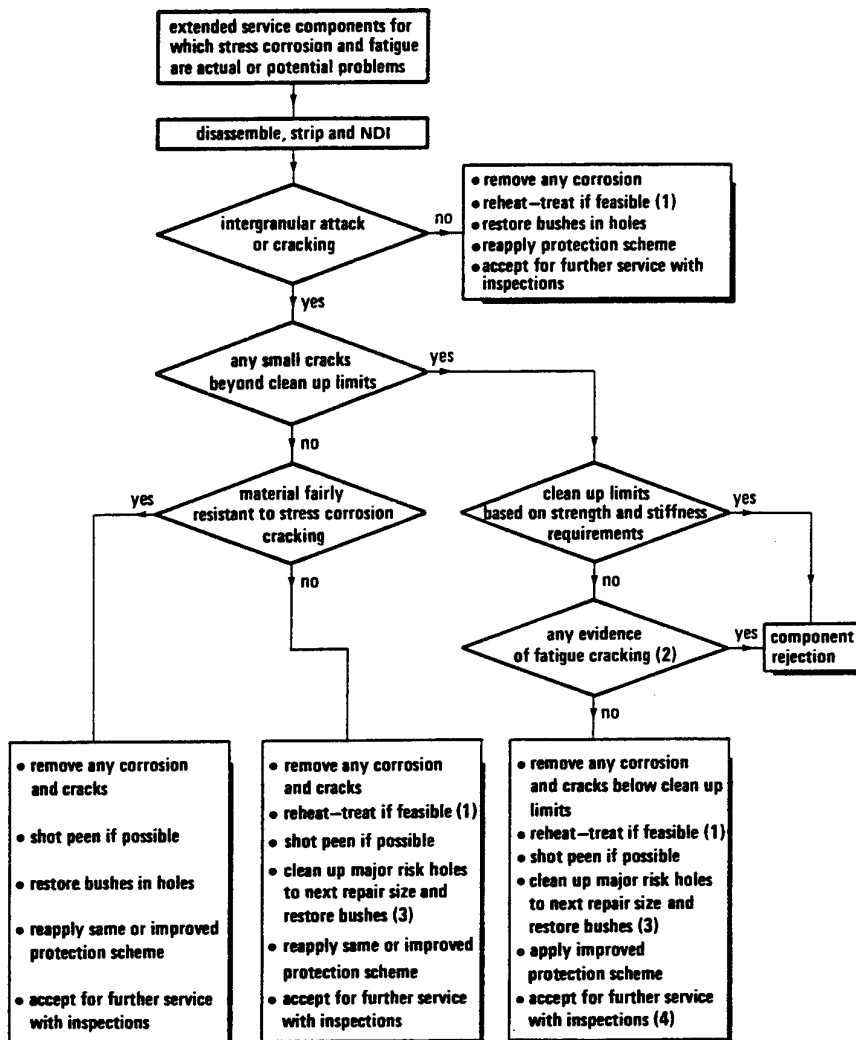 extended service components for
which stress corrosion and fatigue
are actual or potential problems
disassemble, strip and NDI
intergranular attack
or cracking
no
• remove any corrosion
• reheat–treat if feasible (1)
• restore bushes in holes
• reapply protection scheme
• accept for further service with
inspections
yes
any small cracks
beyond clean up limits
yes
no
yes
material fairly
resistant to stress corrosion
cracking
no
clean up limits
based on strength and stiffness
requirements
yes
no
any evidence
of fatigue cracking (2)
yes
component
rejection
no
• remove any corrosion
and cracks
• shot peen if possible
• restore bushes in holes
• reapply same or improved
protection scheme
• accept for further service
with inspections
• remove any corrosion
and cracks
• reheat–treat if feasible (1)
• shot peen if possible
• clean up major risk holes
to next repair size and
restore bushes (3)
• reapply same or improved
protection scheme
• accept for further service
with inspections
• remove any corrosion
and cracks below clean up
limits
• reheat–treat if feasible (1)
• shot peen if possible
• clean up major risk holes
to next repair size and
restore bushes (3)
• apply improved
protection scheme
• accept for further service
with inspections (4)